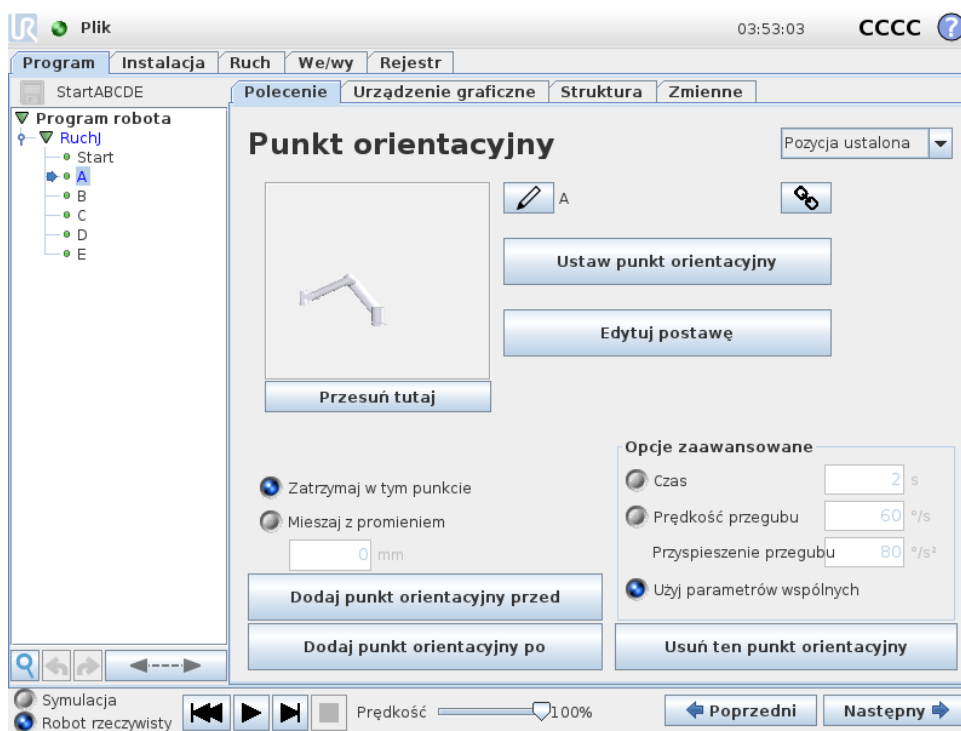 UR Plik 03:53:03 CCCC ?
Program Instalacja Ruch We/wy Rejestr
StartABCDE
Polecenie Urządzenie graficzne Struktura Zmienne
Program robota
RuchJ
Start
A
B
C
D
E
Punkt orientacyjny
Pozycja ustalona
A
Ustaw punkt orientacyjny
Edytuj postawę
Przesuń tutaj
Zatrzymaj w tym punkcie
Mieszaj z promieniem
0 mm
Opcje zaawansowane
Czas 2 s
Prędkość przegubu 60 °/s
Przyspieszenie przegubu 80 °/s²
Użyj parametrów wspólnych
Dodaj punkt orientacyjny przed
Dodaj punkt orientacyjny po
Usuń ten punkt orientacyjny
Symulacja
Robot rzeczywisty
Prędkość 100%
Poprzedni
Następny